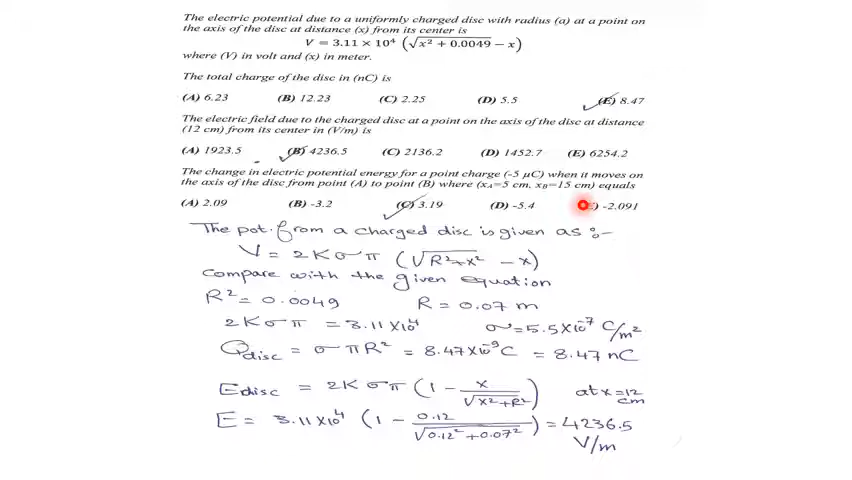 The electric potential due to a uniformly charged disc with radius (a) at a point on
the axis of the disc at distance (x) from its center is
V = 3.11 × 10⁴ (√(x² + 0.0049) − x)
where (V) in volt and (x) in meter.
The total charge of the disc in (nC) is
(A) 6.23 (B) 12.23 (C) 2.25 (D) 5.5 (E) 8.47
The electric field due to the charged disc at a point on the axis of the disc at distance
(12 cm) from its center in (V/m) is
(A) 1923.5 (B) 4236.5 (C) 2136.2 (D) 1452.7 (E) 6254.2
The change in electric potential energy for a point charge (-5 μC) when it moves on
the axis of the disc from point (A) to point (B) where (xA=5 cm, xB=15 cm) equals
(A) 2.09 (B) -3.2 (C) 3.19 (D) -5.4 (E) -2.091
The pot. from a charged disc is given as :-
V = 2Kσπ (√(R²+x²) − x)
Compare with the given equation
R² = 0.0049 R = 0.07 m
2Kσπ = 3.11×10⁴ σ = 5.5×10⁻⁷ C/m²
Qdisc = σπR² = 8.47×10⁻⁹ C = 8.47 nC
Edisc = 2Kσπ (1 − x/√(x²+R²)) at x=12 cm
E = 3.11×10⁴ (1 − 0.12/√(0.12²+0.07²)) = 4236.5 V/m